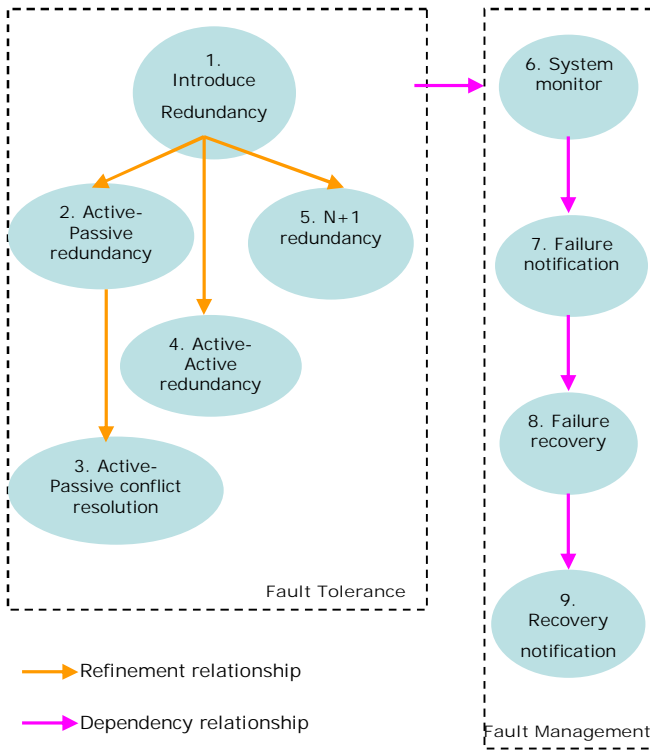 1.
Introduce
Redundancy
2. Active-
Passive
redundancy
5. N+1
redundancy
4. Active-
Active
redundancy
3. Active-
Passive conflict
resolution
Fault Tolerance
6. System
monitor
7. Failure
notification
8. Failure
recovery
9.
Recovery
notification
Fault Management
Refinement relationship
Dependency relationship